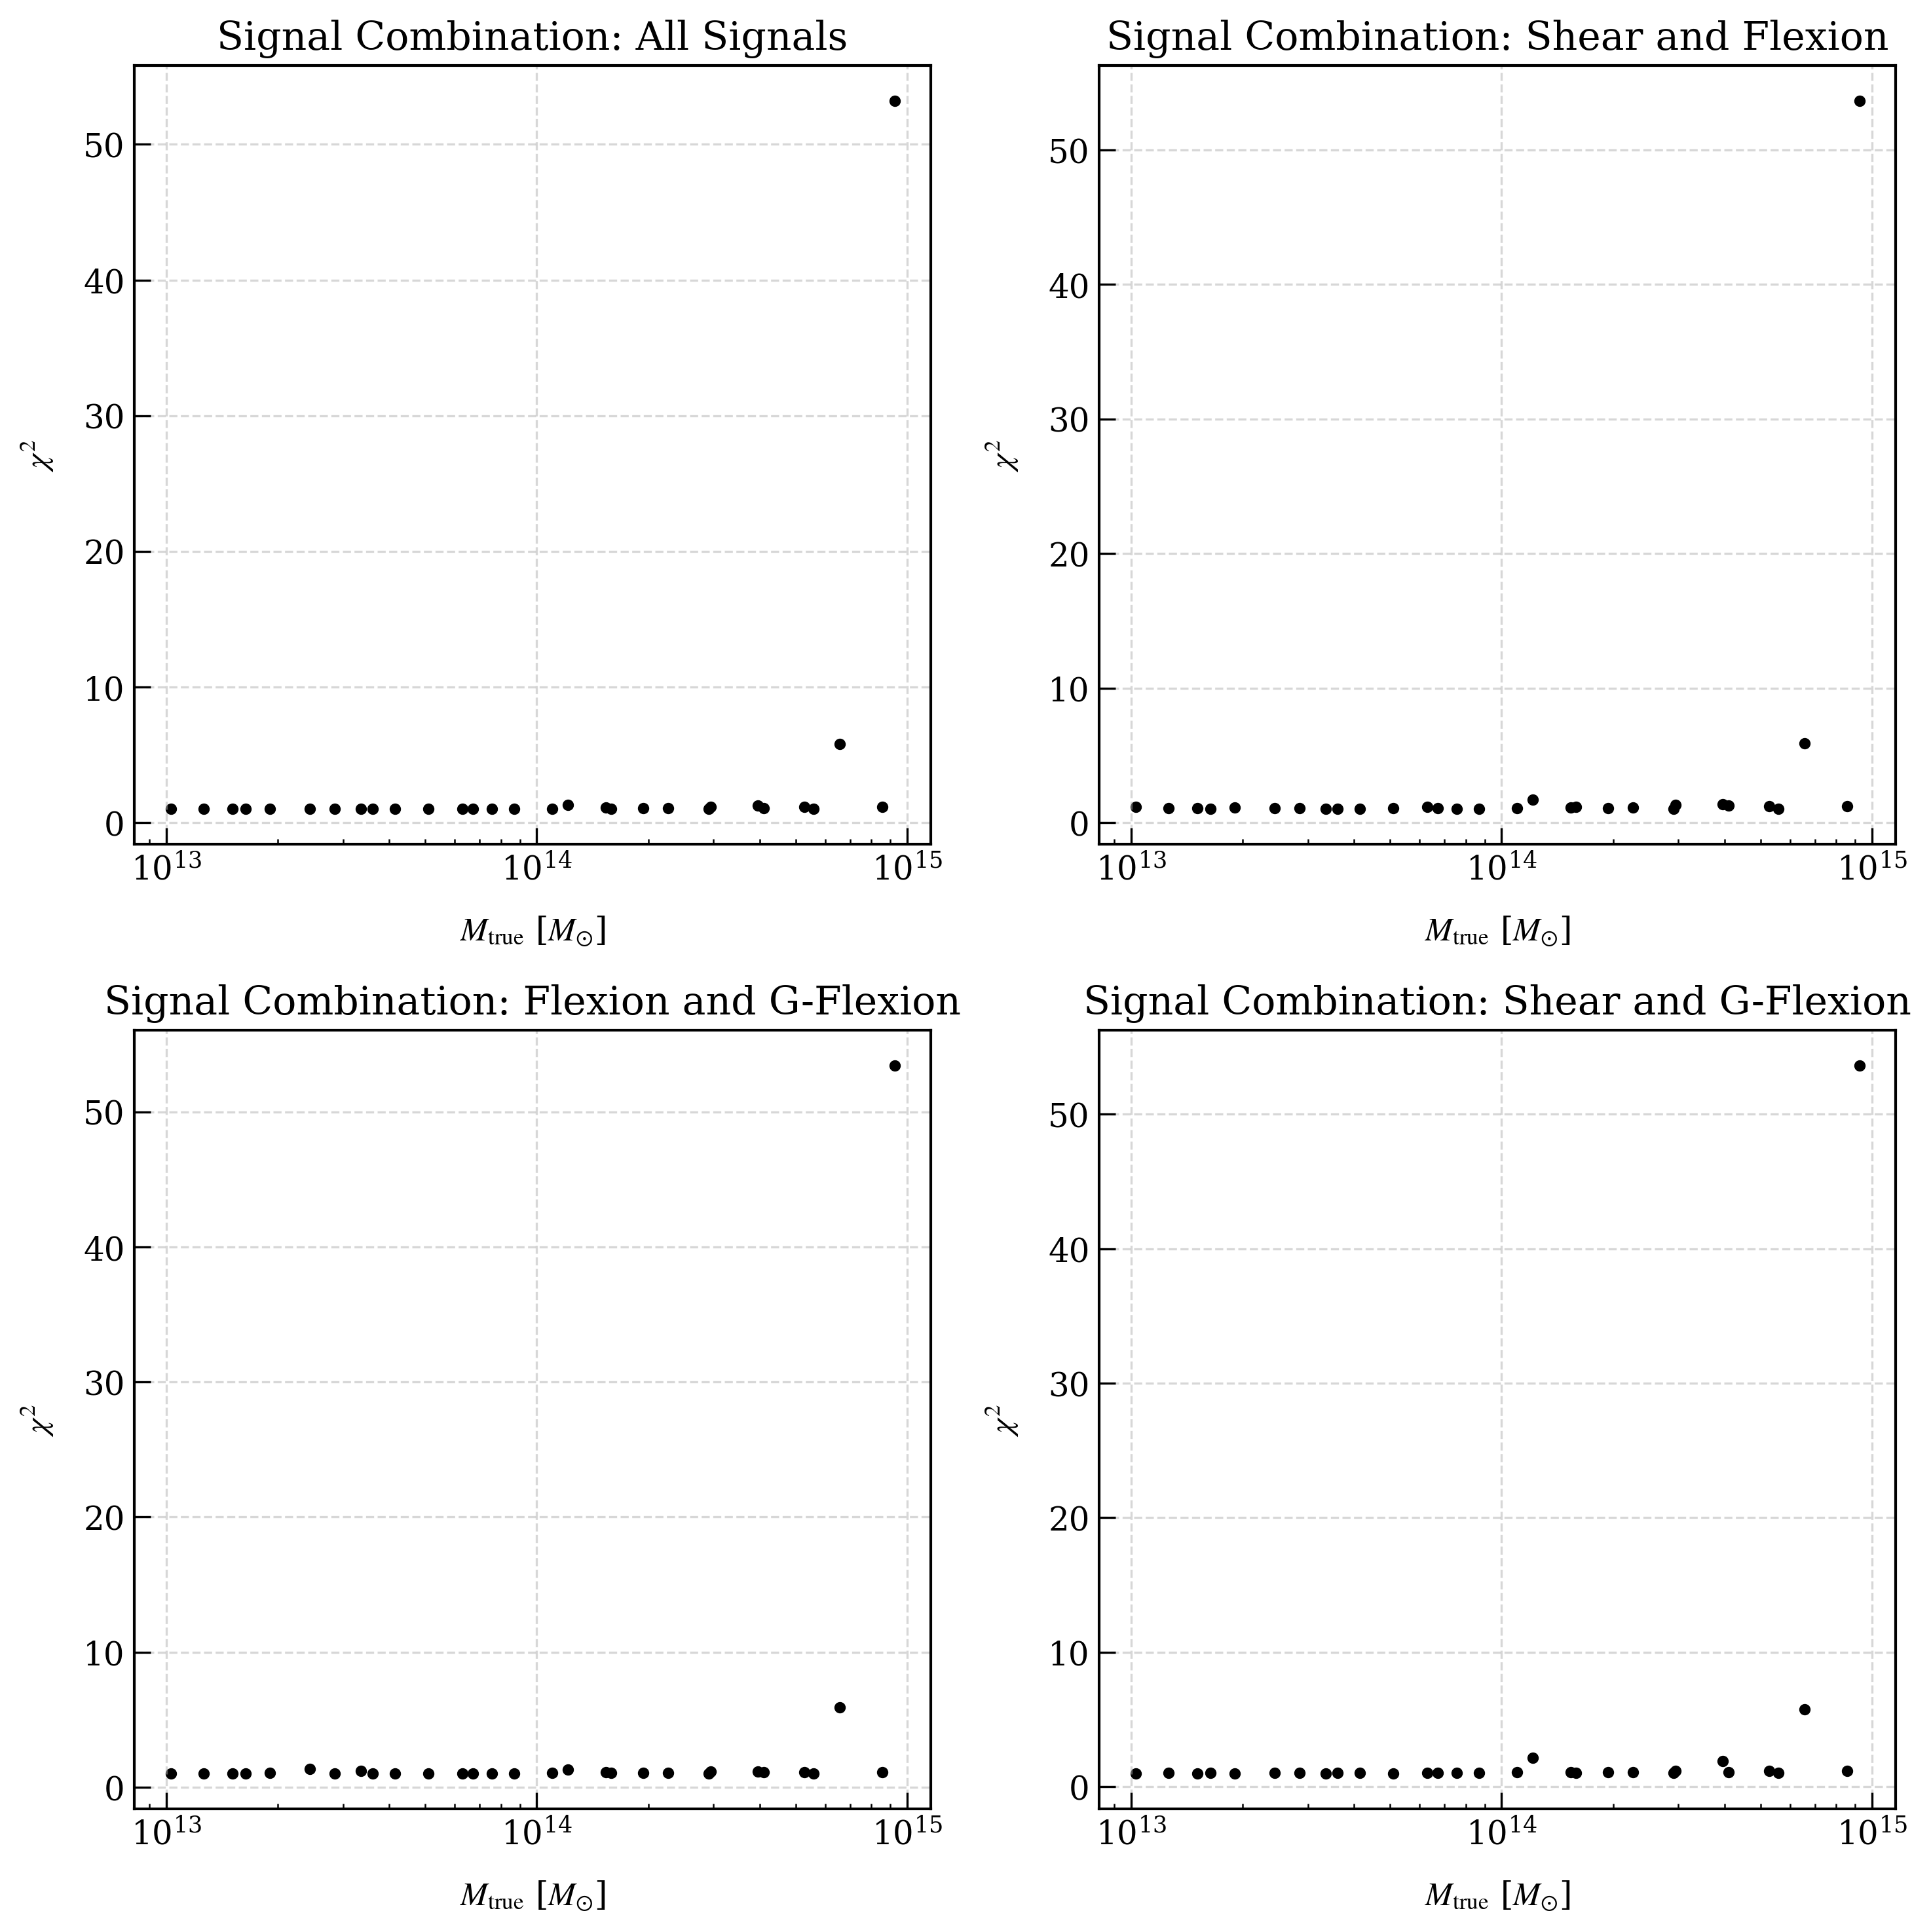 Signal Combination: All Signals
50
40
30
20
10
0
χ²
10¹³ 10¹⁴ 10¹⁵
M_true [M_⊙]
Signal Combination: Shear and Flexion
50
40
30
20
10
0
χ²
10¹³ 10¹⁴ 10¹⁵
M_true [M_⊙]
Signal Combination: Flexion and G-Flexion
50
40
30
20
10
0
χ²
10¹³ 10¹⁴ 10¹⁵
M_true [M_⊙]
Signal Combination: Shear and G-Flexion
50
40
30
20
10
0
χ²
10¹³ 10¹⁴ 10¹⁵
M_true [M_⊙]